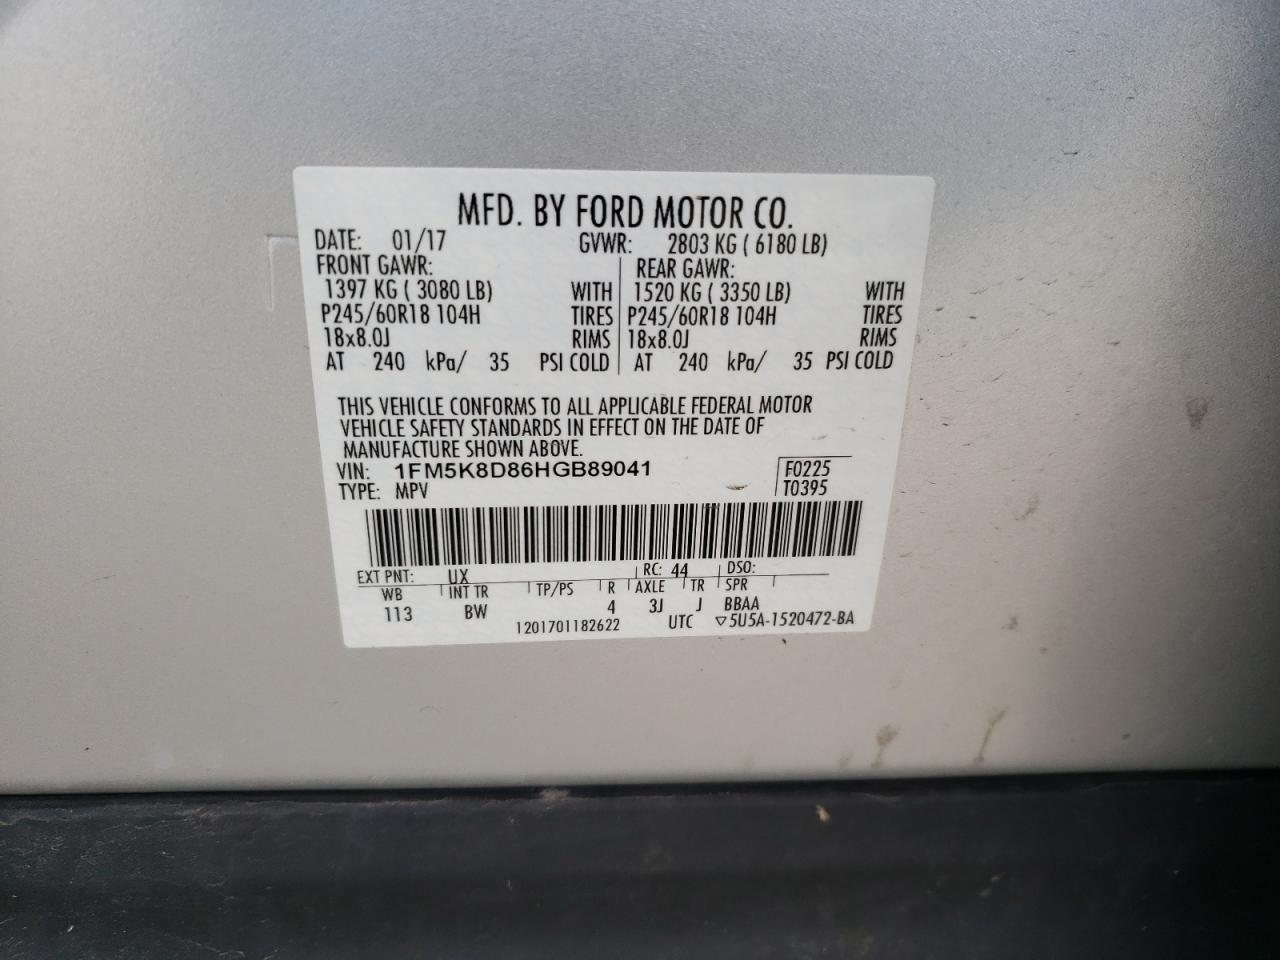 MFD. BY FORD MOTOR CO.
DATE: 01/17 GVWR: 2803 KG ( 6180 LB)
FRONT GAWR: REAR GAWR:
1397 KG ( 3080 LB) WITH 1520 KG ( 3350 LB) WITH
P245/60R18 104H TIRES P245/60R18 104H TIRES
18x8.0J RIMS 18x8.0J RIMS
AT 240 kPa/ 35 PSI COLD AT 240 kPa/ 35 PSI COLD
THIS VEHICLE CONFORMS TO ALL APPLICABLE FEDERAL MOTOR
VEHICLE SAFETY STANDARDS IN EFFECT ON THE DATE OF
MANUFACTURE SHOWN ABOVE.
VIN: 1FM5K8D86HGB89041 F0225
TYPE: MPV T0395
EXT PNT: UX RC: 44 DSO:
WB INT TR TP/PS R AXLE TR SPR
113 BW 4 3J J BBAA
1201701182622 UTC ▽5U5A-1520472-BA